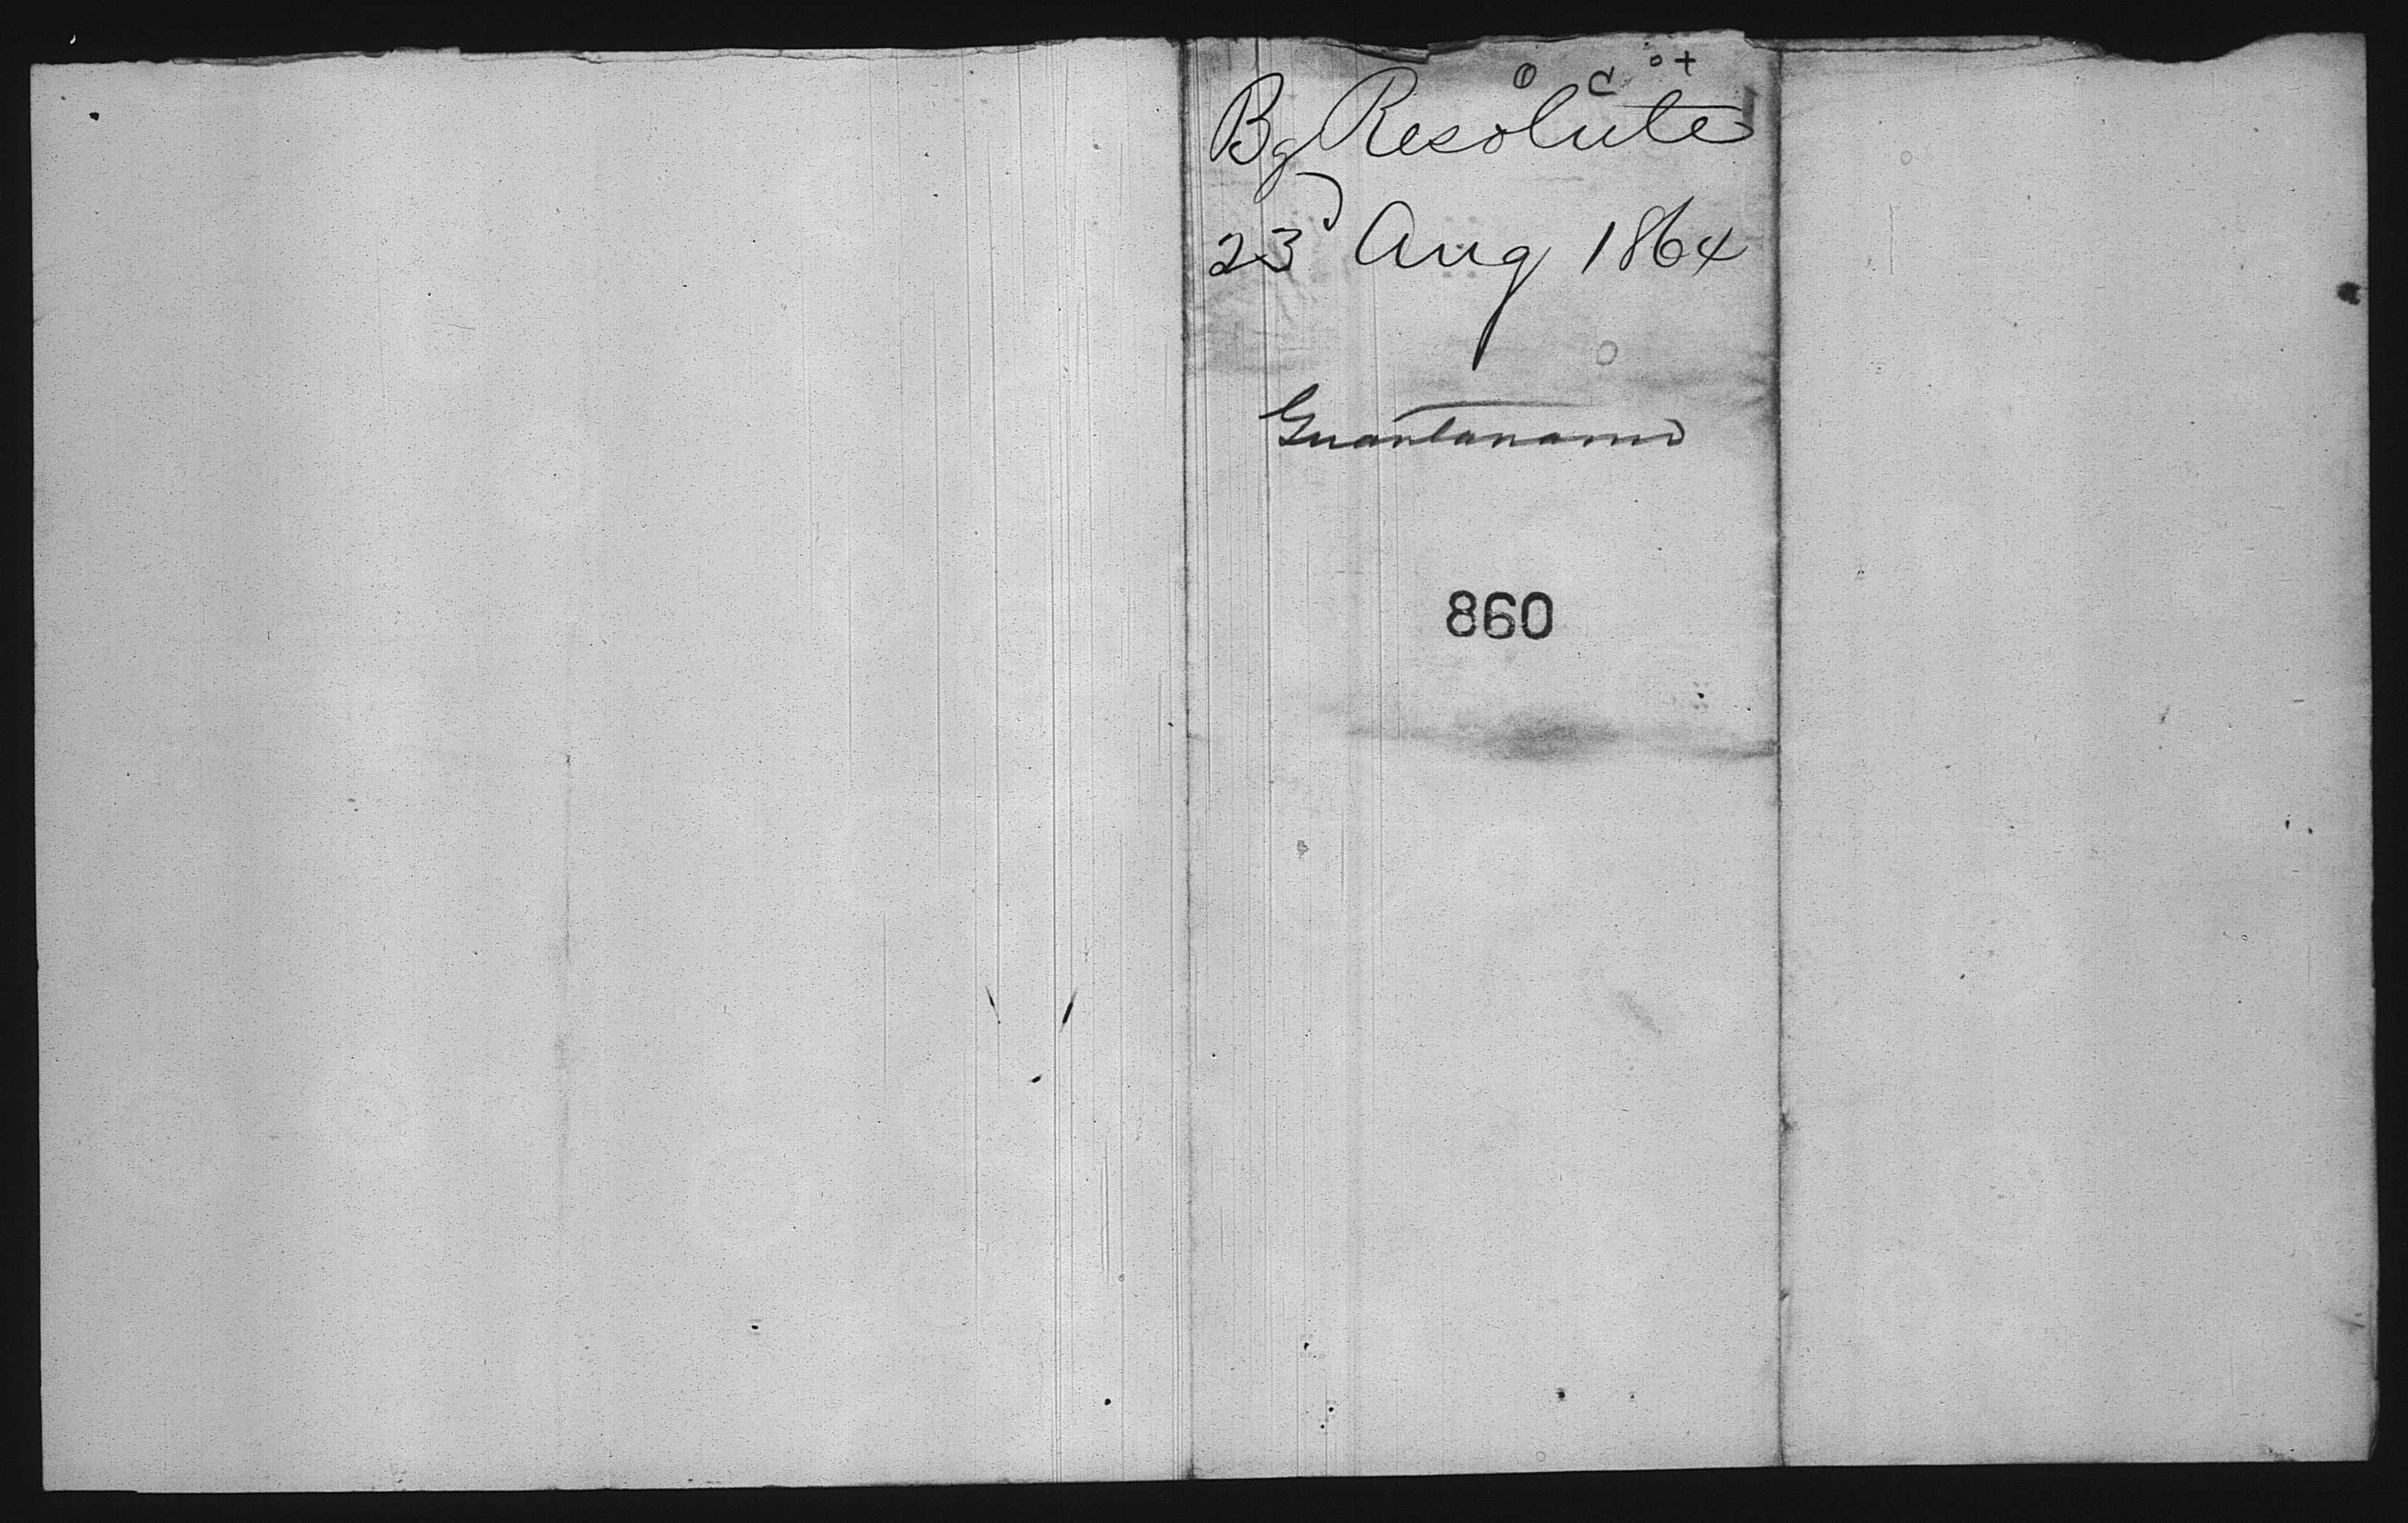 Bg Resolute
23d Aug 1864
Guantanamo
860